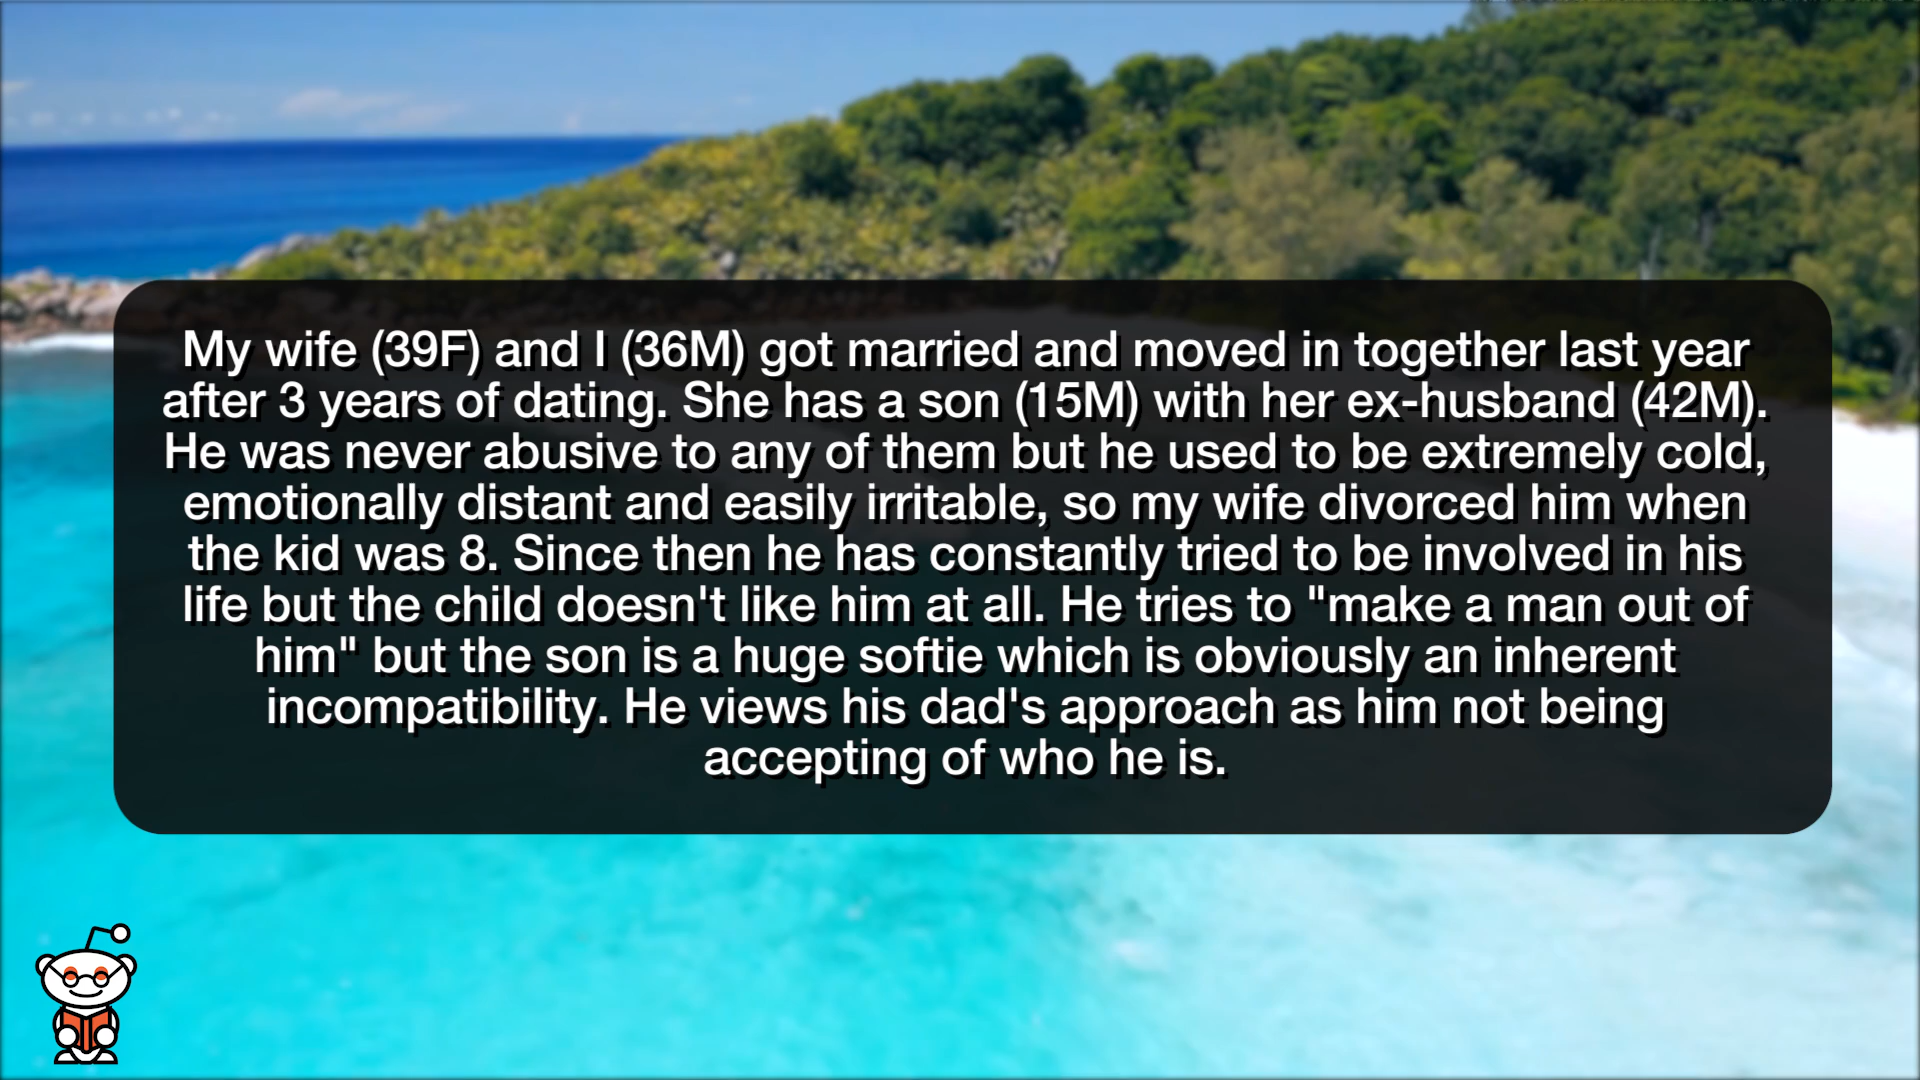 My wife (39F) and I (36M) got married and moved in together last year
after 3 years of dating. She has a son (15M) with her ex-husband (42M).
He was never abusive to any of them but he used to be extremely cold,
emotionally distant and easily irritable, so my wife divorced him when
the kid was 8. Since then he has constantly tried to be involved in his
life but the child doesn't like him at all. He tries to "make a man out of
him" but the son is a huge softie which is obviously an inherent
incompatibility. He views his dad's approach as him not being
accepting of who he is.